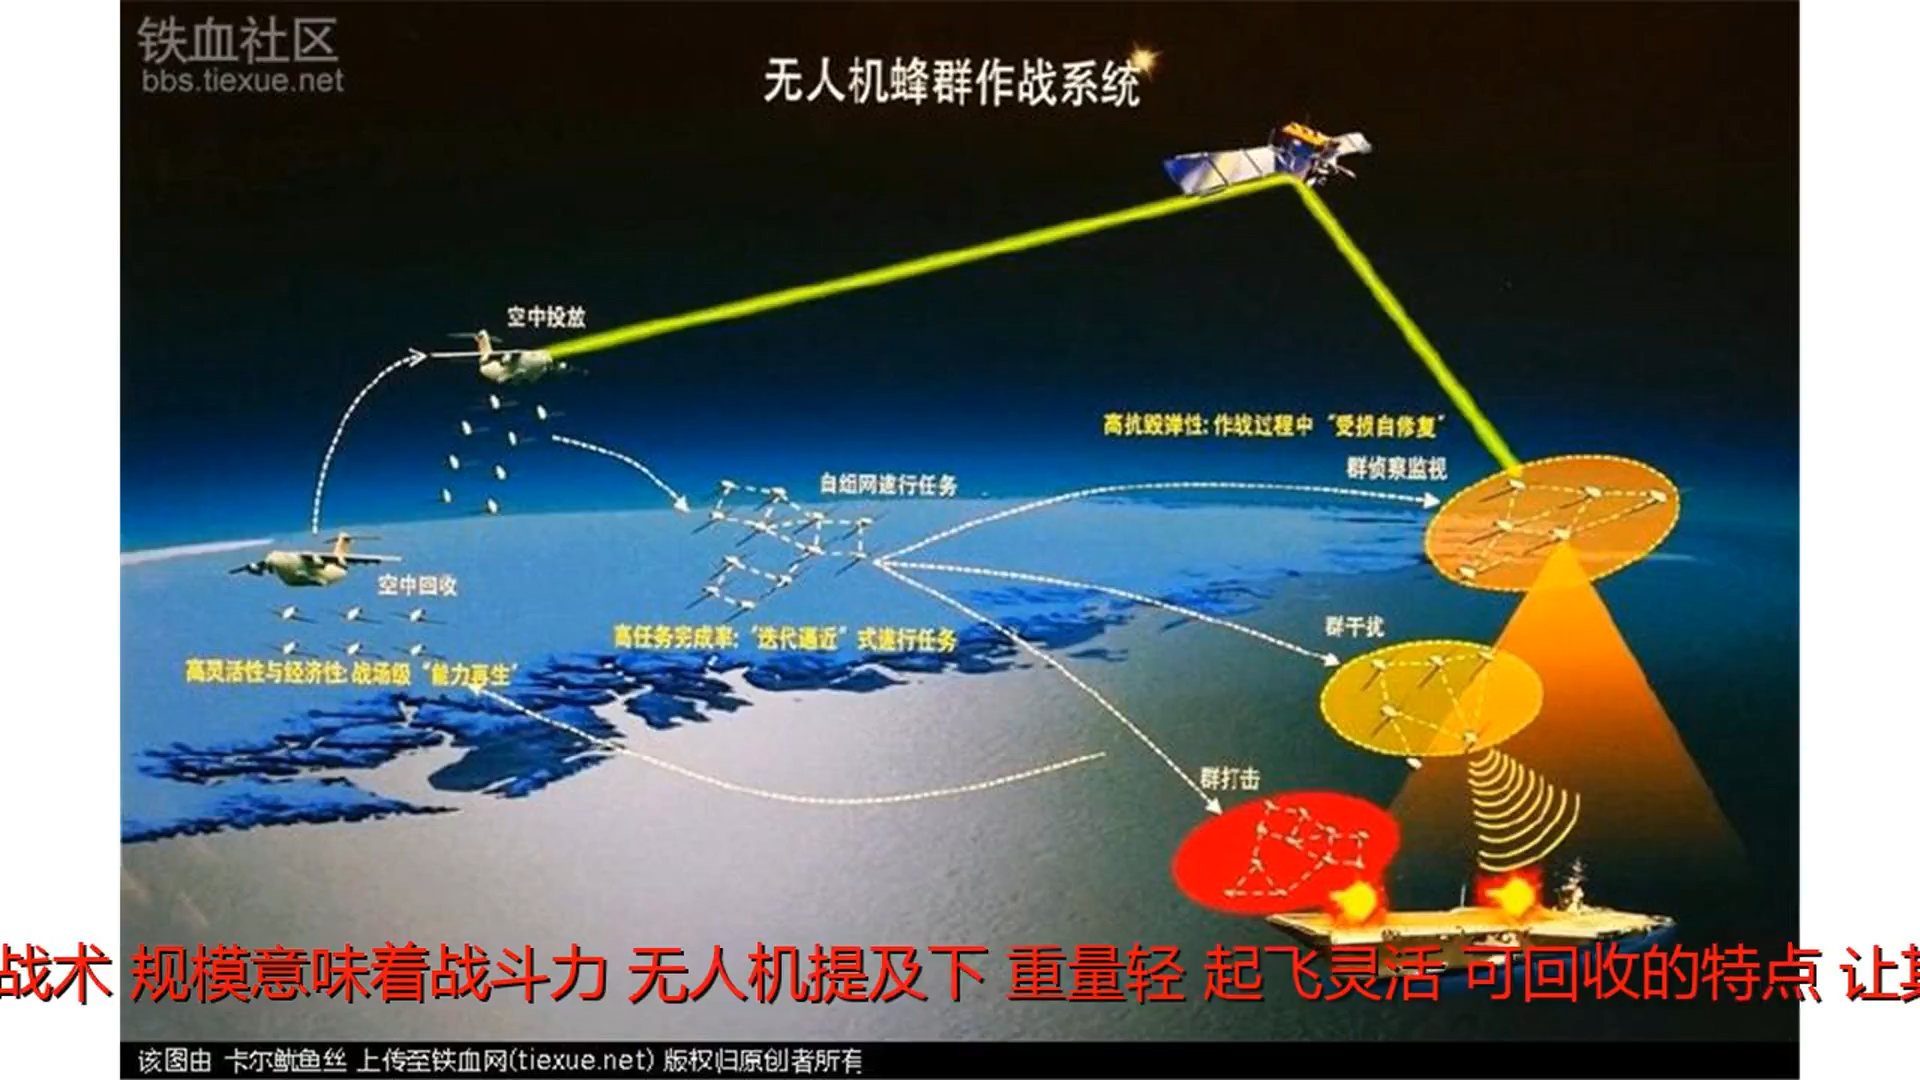 铁血社区
bbs.tiexue.net
无人机蜂群作战系统
空中投放
高抗毁弹性:作战过程中“受损自修复”
群侦察监视
自组网遂行任务
空中回收
群干扰
高任务完成率:“迭代逼近”式遂行任务
高灵活性与经济性:战场级“能力再生”
群打击
战术 规模意味着战斗力 无人机提及下 重量轻 起飞灵活 可回收的特点 让其
该图由 卡尔鱿鱼丝 上传至铁血网(tiexue.net) 版权归原创者所有